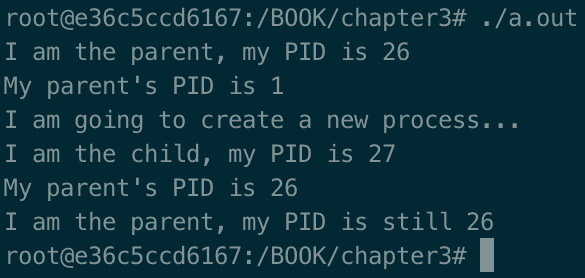 root@e36c5ccd6167:/BOOK/chapter3# ./a.out
I am the parent, my PID is 26
My parent's PID is 1
I am going to create a new process...
I am the child, my PID is 27
My parent's PID is 26
I am the parent, my PID is still 26
root@e36c5ccd6167:/BOOK/chapter3#